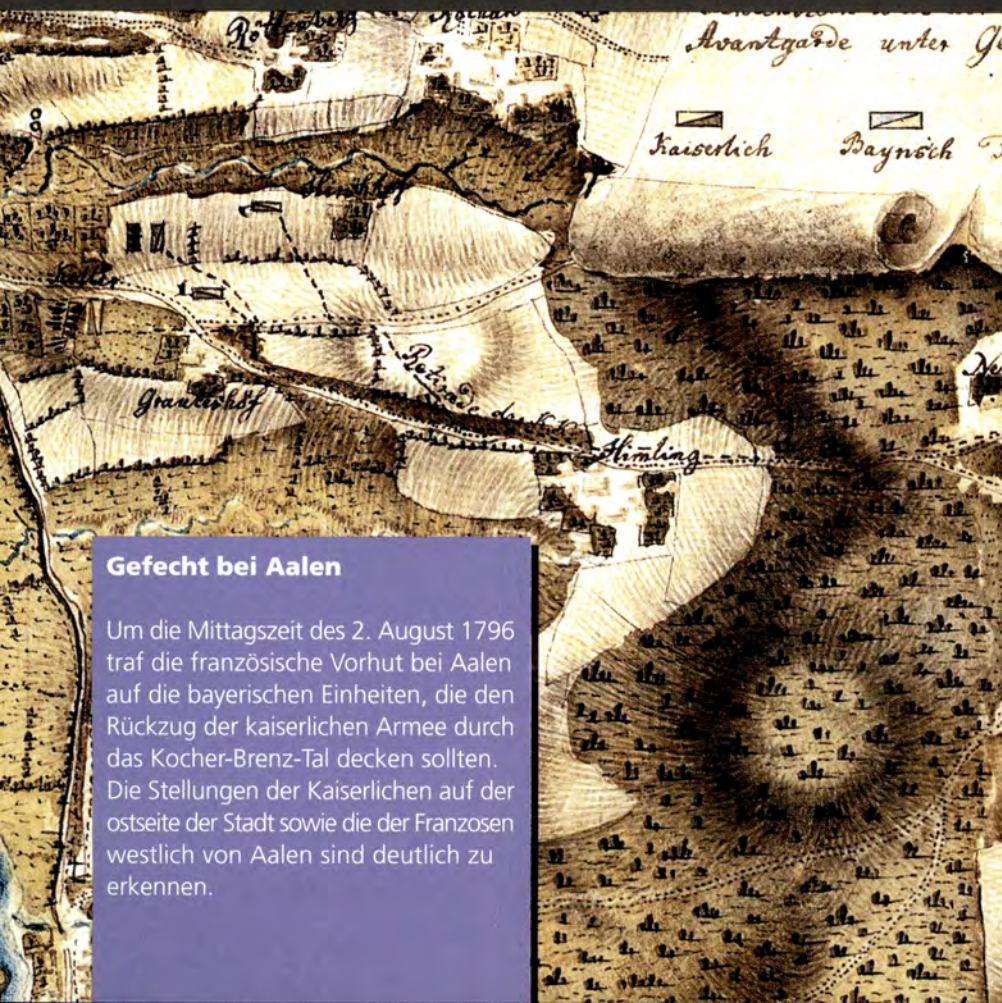 Avantgarde unter
Kaiserlich Bayrisch
Himling
Gefecht bei Aalen
Um die Mittagszeit des 2. August 1796
traf die französische Vorhut bei Aalen
auf die bayerischen Einheiten, die den
Rückzug der kaiserlichen Armee durch
das Kocher-Brenz-Tal decken sollten.
Die Stellungen der Kaiserlichen auf der
ostseite der Stadt sowie die der Franzosen
westlich von Aalen sind deutlich zu
erkennen.